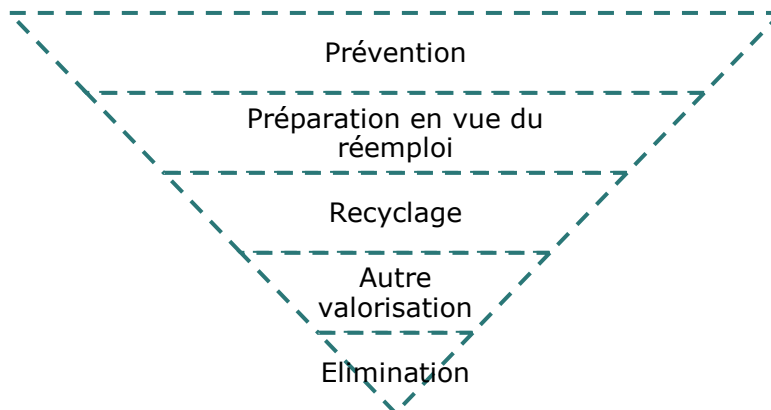 Prévention
Préparation en vue du
réemploi
Recyclage
Autre
valorisation
Elimination